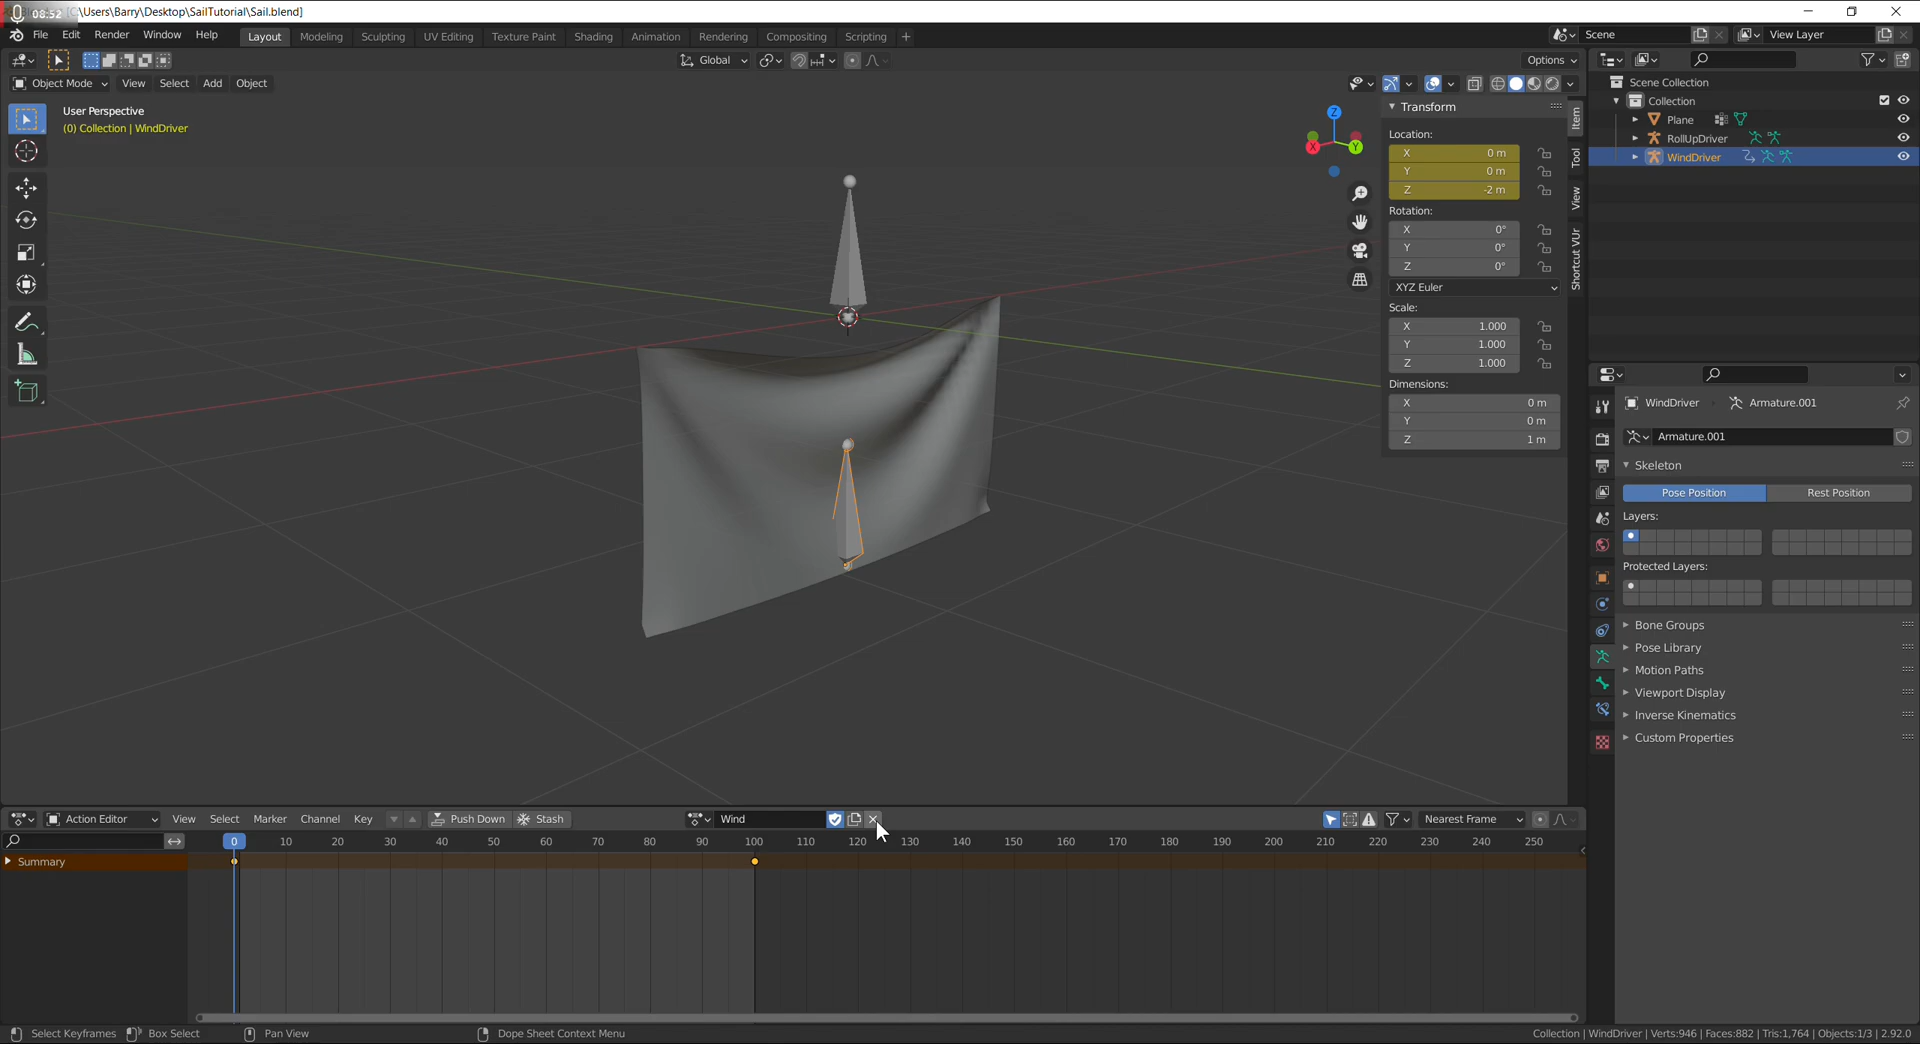 08:52 [C:\Users\Barry\Desktop\SailTutorial\Sail.blend]
File Edit Render Window Help Layout Modeling Sculpting UV Editing Texture Paint Shading Animation Rendering Compositing Scripting + Scene View Layer
Global Options
Object Mode View Select Add Object
User Perspective
(0) Collection | WindDriver
Z
X
Y
Transform
Location:
X 0 m
Y 0 m
Z -2 m
Rotation:
X 0°
Y 0°
Z 0°
XYZ Euler
Scale:
X 1.000
Y 1.000
Z 1.000
Dimensions:
X 0 m
Y 0 m
Z 1 m
Item
Tool
View
Shortcut VUr
Scene Collection
Collection
Plane
RollUpDriver
WindDriver
WindDriver Armature.001
Armature.001
Skeleton
Pose Position Rest Position
Layers:
Protected Layers:
Bone Groups
Pose Library
Motion Paths
Viewport Display
Inverse Kinematics
Custom Properties
Action Editor View Select Marker Channel Key Push Down Stash Wind Nearest Frame
0 10 20 30 40 50 60 70 80 90 100 110 120 130 140 150 160 170 180 190 200 210 220 230 240 250
Summary
Select Keyframes Box Select Pan View Dope Sheet Context Menu Collection | WindDriver | Verts:946 | Faces:882 | Tris:1,764 | Objects:1/3 | 2.92.0